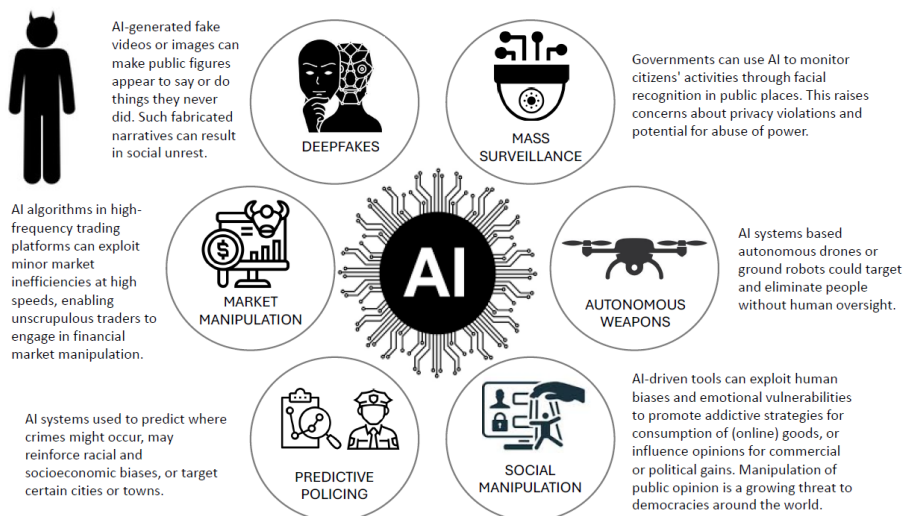 AI-generated fake
videos or images can
make public figures
appear to say or do
things they never
did. Such fabricated
narratives can result
in social unrest.
DEEPFAKES
MASS
SURVEILLANCE
Governments can use AI to monitor
citizens' activities through facial
recognition in public places. This raises
concerns about privacy violations and
potential for abuse of power.
AI algorithms in high-
frequency trading
platforms can exploit
minor market
inefficiencies at high
speeds, enabling
unscrupulous traders to
engage in financial
market manipulation.
$
MARKET
MANIPULATION
AI
AUTONOMOUS
WEAPONS
AI systems based
autonomous drones or
ground robots could target
and eliminate people
without human oversight.
AI systems used to predict where
crimes might occur, may
reinforce racial and
socioeconomic biases, or target
certain cities or towns.
PREDICTIVE
POLICING
SOCIAL
MANIPULATION
AI-driven tools can exploit human
biases and emotional vulnerabilities
to promote addictive strategies for
consumption of (online) goods, or
influence opinions for commercial
or political gains. Manipulation of
public opinion is a growing threat to
democracies around the world.